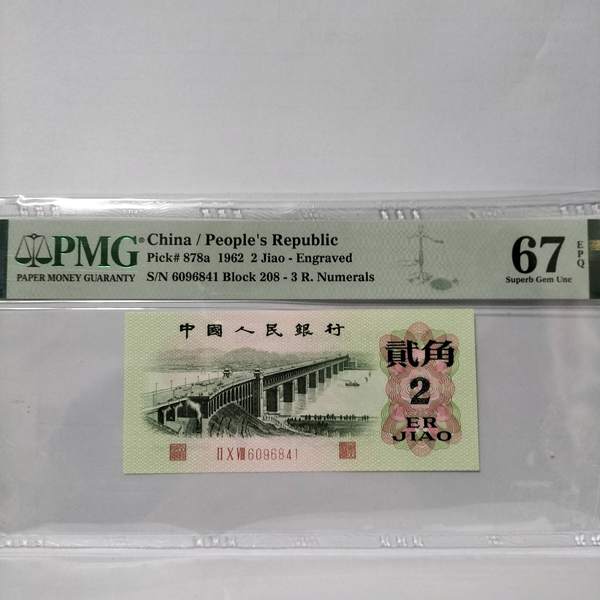 PMG®
PAPER MONEY GUARANTY
China / People's Republic
Pick# 878a 1962 2 Jiao - Engraved
S/N 6096841 Block 208 - 3 R. Numerals
67 EPQ
Superb Gem Unc
中國人民銀行
貳角
2
ER
JIAO
II X VIII 6096841